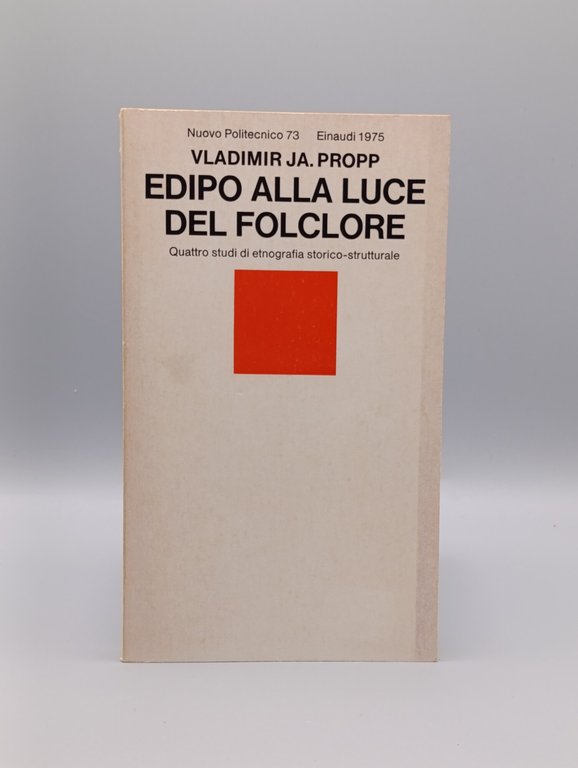 Nuovo Politecnico 73 Einaudi 1975
VLADIMIR JA. PROPP
EDIPO ALLA LUCE
DEL FOLCLORE
Quattro studi di etnografia storico-strutturale